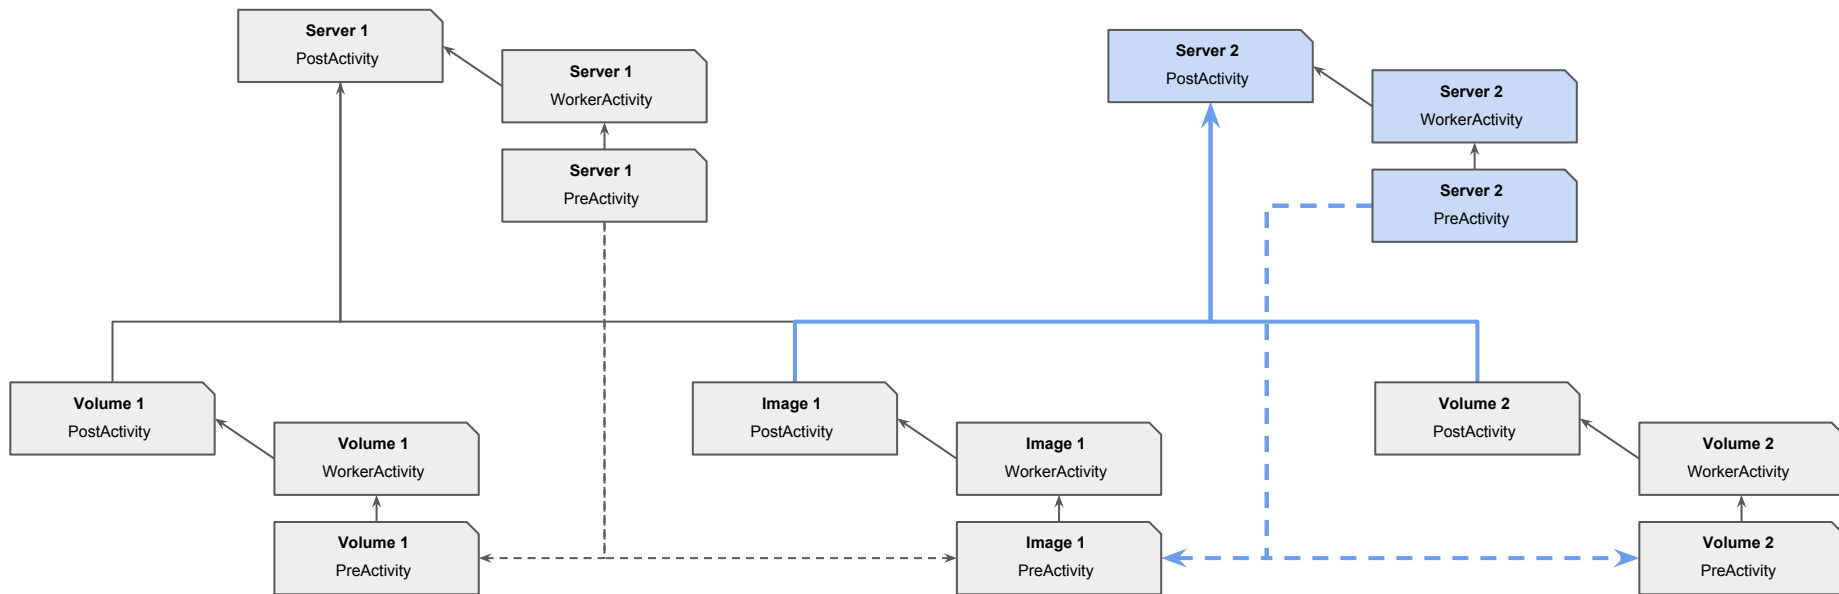 Server 1
PostActivity
Server 1
WorkerActivity
Server 1
PreActivity
Server 2
PostActivity
Server 2
WorkerActivity
Server 2
PreActivity
Volume 1
PostActivity
Volume 1
WorkerActivity
Volume 1
PreActivity
Image 1
PostActivity
Image 1
WorkerActivity
Image 1
PreActivity
Volume 2
PostActivity
Volume 2
WorkerActivity
Volume 2
PreActivity